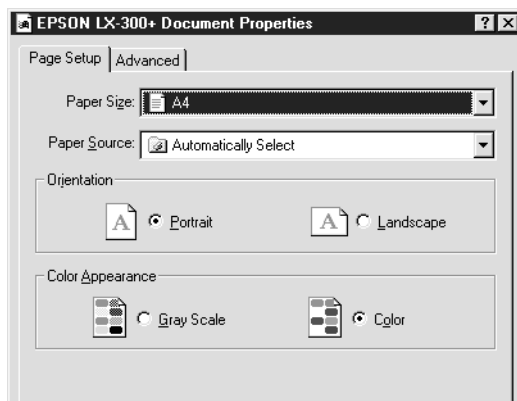 EPSON LX-300+ Document Properties
Page Setup Advanced
Paper Size: A4
Paper Source: Automatically Select
Orientation
A Portrait A Landscape
Color Appearance
Gray Scale Color